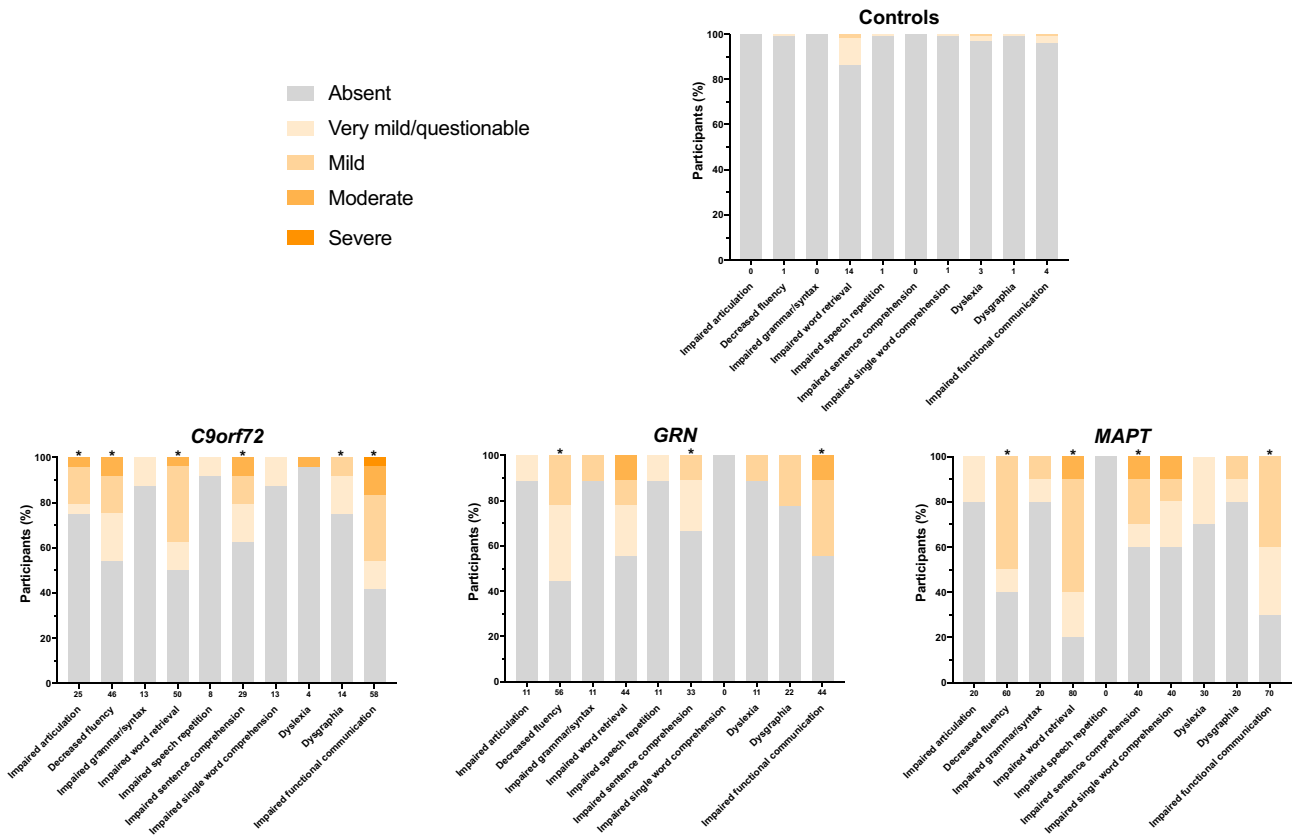 Controls
Absent
Very mild/questionable
Mild
Moderate
Severe
Participants (%)
100
80
60
40
20
0
0 1 0 14 1 0 1 3 1 4
Impaired articulation
Decreased fluency
Impaired grammar/syntax
Impaired word retrieval
Impaired speech repetition
Impaired sentence comprehension
Impaired single word comprehension
Dyslexia
Dysgraphia
Impaired functional communication
C9orf72
* * * * * *
Participants (%)
100
80
60
40
20
0
25 46 13 50 8 29 13 4 14 58
Impaired articulation
Decreased fluency
Impaired grammar/syntax
Impaired word retrieval
Impaired speech repetition
Impaired sentence comprehension
Impaired single word comprehension
Dyslexia
Dysgraphia
Impaired functional communication
GRN
* * *
Participants (%)
100
80
60
40
20
0
11 56 11 44 11 33 0 11 22 44
Impaired articulation
Decreased fluency
Impaired grammar/syntax
Impaired word retrieval
Impaired speech repetition
Impaired sentence comprehension
Impaired single word comprehension
Dyslexia
Dysgraphia
Impaired functional communication
MAPT
* * * *
Participants (%)
100
80
60
40
20
0
20 60 20 80 0 40 40 30 20 70
Impaired articulation
Decreased fluency
Impaired grammar/syntax
Impaired word retrieval
Impaired speech repetition
Impaired sentence comprehension
Impaired single word comprehension
Dyslexia
Dysgraphia
Impaired functional communication